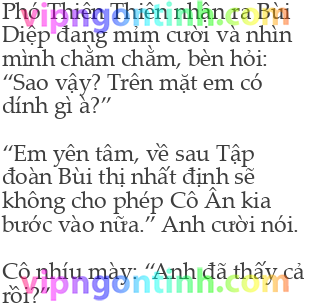 Phó Thiên Thiên nhận ra Bùi
Diệp đang mỉm cười và nhìn
mình chằm chằm, bèn hỏi:
“Sao vậy? Trên mặt em có
dính gì à?”
“Em yên tâm, về sau Tập
đoàn Bùi thị nhất định sẽ
không cho phép Cô Ân kia
bước vào nữa.” Anh cười nói.
Cô nhíu mày: “Anh đã thấy cả
rồi?”
vipngontinh.com
vipngontinh.com